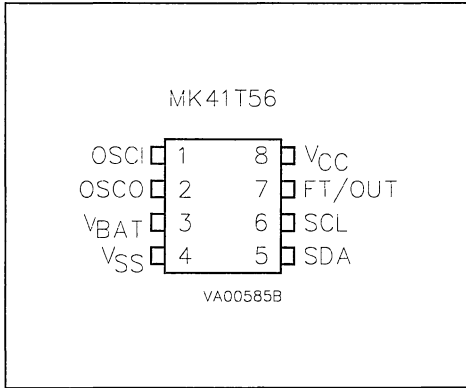 MK41T56
OSCI 1 8 VCC
OSCO 2 7 FT/OUT
VBAT 3 6 SCL
VSS 4 5 SDA
VA00585B